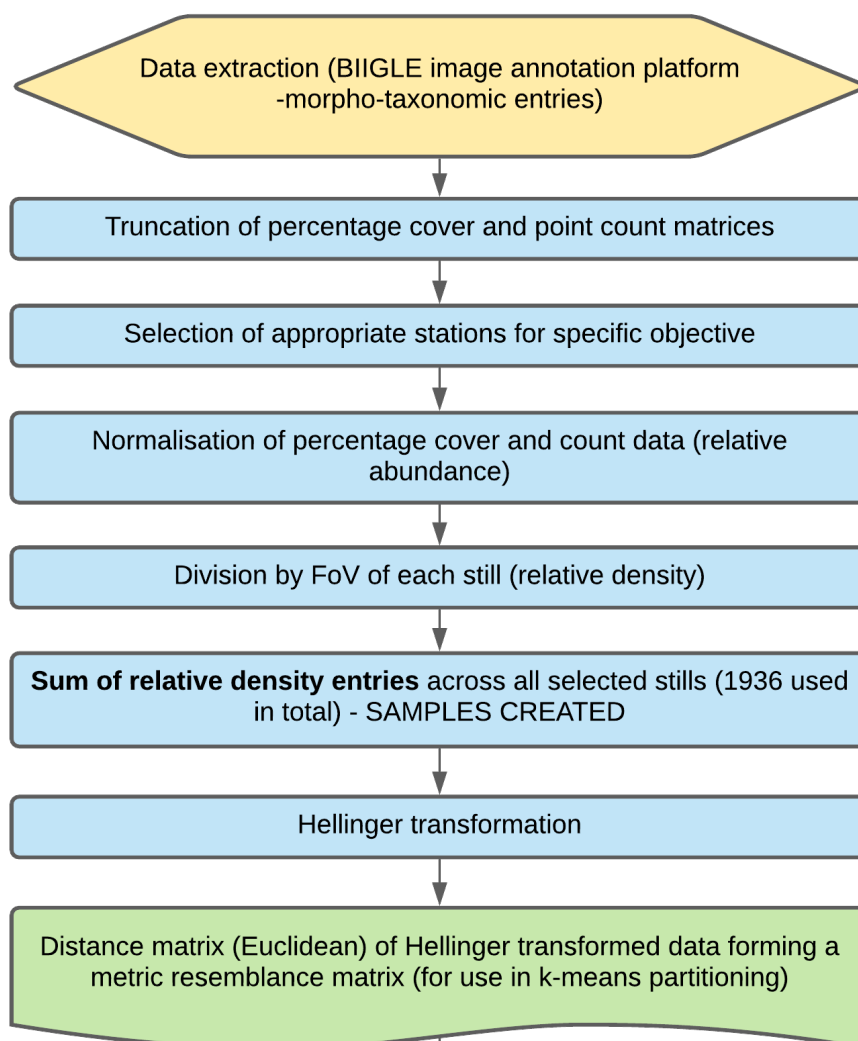 Data extraction (BIIGLE image annotation platform
-morpho-taxonomic entries)
Truncation of percentage cover and point count matrices
Selection of appropriate stations for specific objective
Normalisation of percentage cover and count data (relative
abundance)
Division by FoV of each still (relative density)
Sum of relative density entries across all selected stills (1936 used
in total) - SAMPLES CREATED
Hellinger transformation
Distance matrix (Euclidean) of Hellinger transformed data forming a
metric resemblance matrix (for use in k-means partitioning)